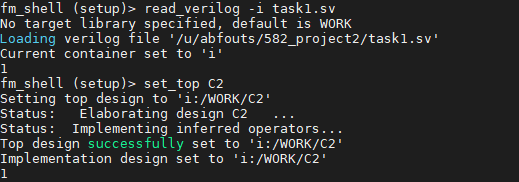 fm_shell (setup)> read_verilog -i task1.sv
No target library specified, default is WORK
Loading verilog file '/u/abfouts/582_project2/task1.sv'
Current container set to 'i'
1
fm_shell (setup)> set_top C2
Setting top design to 'i:/WORK/C2'
Status:   Elaborating design C2   ...
Status:  Implementing inferred operators...
Top design successfully set to 'i:/WORK/C2'
Implementation design set to 'i:/WORK/C2'
1